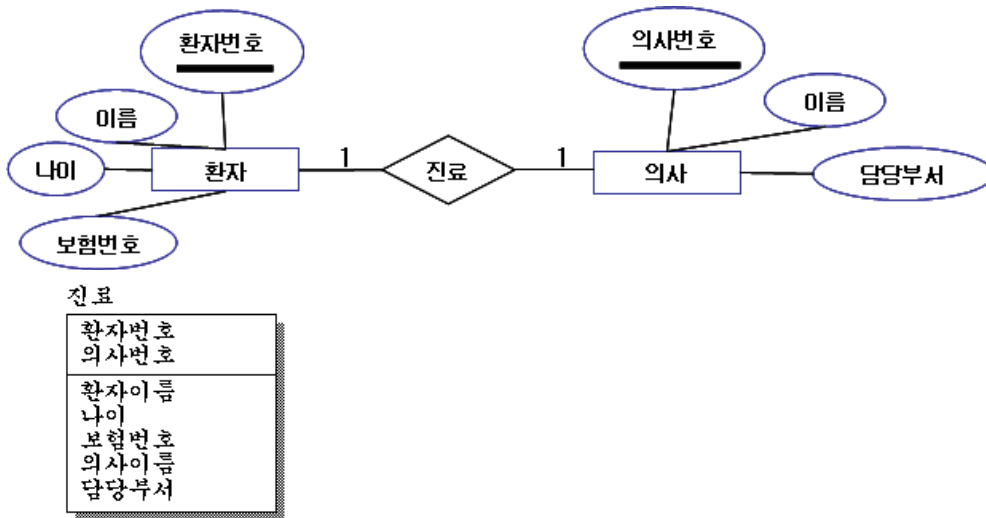 환자번호
의사번호
이름
이름
나이
환자
1
진료
1
의사
담당부서
보험번호
진료
환자번호
의사번호
환자이름
나이
보험번호
의사이름
담당부서